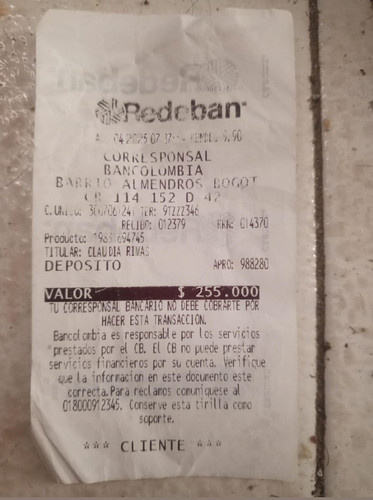 Redeban
CORRESPONSAL
BANCOLOMBIA
BARRIO ALMENDROS BOGOT
CR 114 152 D 42
RECIBO: 012379 RRN: 014370
Producto:
TITULAR: CLAUDIA RIVAS
DEPOSITO APRO: 988280
VALOR $ 255.000
TU CORRESPONSAL BANCARIO NO DEBE COBRARTE POR
HACER ESTA TRANSACCION.
Bancolombia es responsable por los servicios
prestados por el CB. El CB no puede prestar
servicios financieros por su cuenta. Verifique
que la informacion en este documento este
correcta. Para reclamos comuniquese al
018000912345. Conserve esta tirilla como
soporte.
*** CLIENTE ***